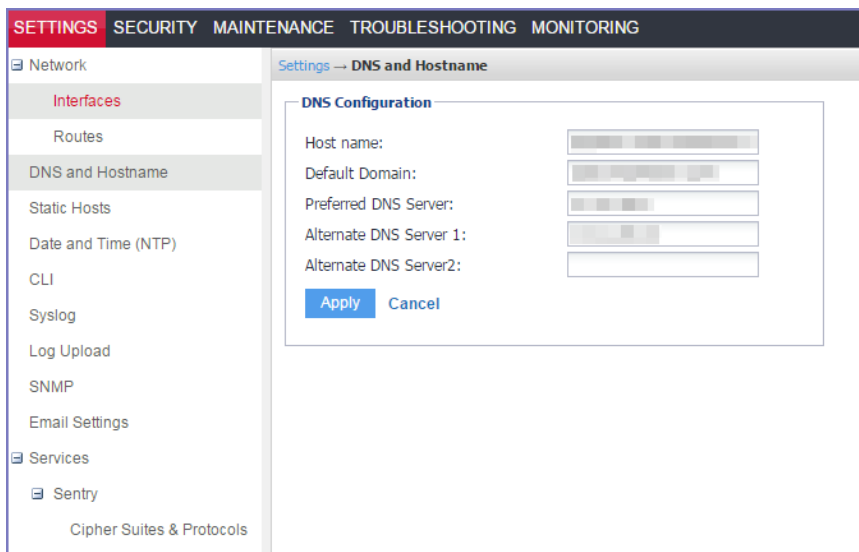 SETTINGS SECURITY MAINTENANCE TROUBLESHOOTING MONITORING
Network
Interfaces
Routes
DNS and Hostname
Static Hosts
Date and Time (NTP)
CLI
Syslog
Log Upload
SNMP
Email Settings
Services
Sentry
Cipher Suites & Protocols
Settings → DNS and Hostname
DNS Configuration
Host name:
Default Domain:
Preferred DNS Server:
Alternate DNS Server 1:
Alternate DNS Server2:
Apply Cancel